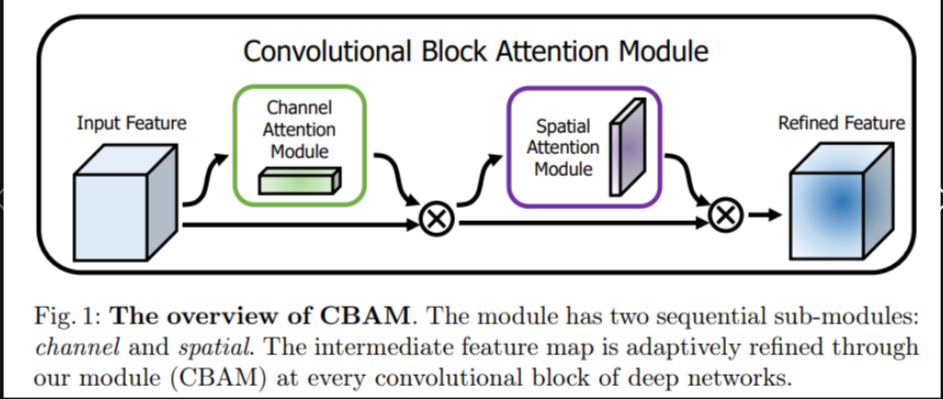 Convolutional Block Attention Module
Input Feature
Channel
Attention
Module
Spatial
Attention
Module
Refined Feature
Fig. 1: The overview of CBAM. The module has two sequential sub-modules:
channel and spatial. The intermediate feature map is adaptively refined through
our module (CBAM) at every convolutional block of deep networks.